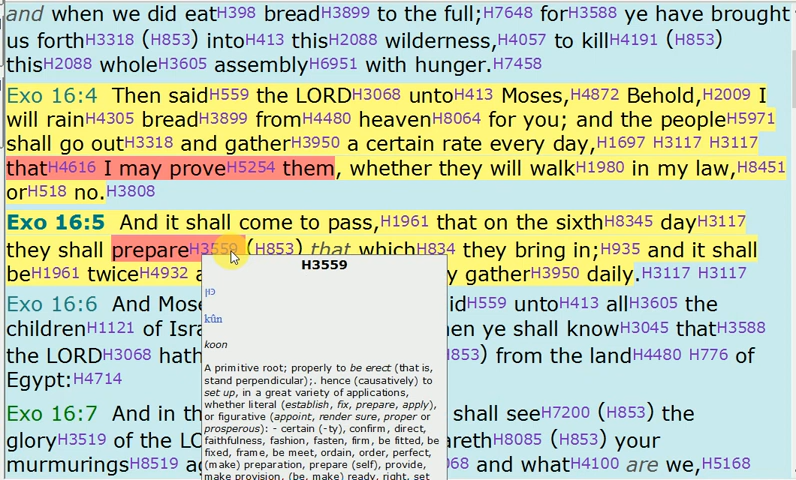 and when we did eatH398 breadH3899 to the full;H7648 forH3588 ye have brought
us forthH3318 (H853) intoH413 thisH2088 wilderness,H4057 to killH4191 (H853)
thisH2088 wholeH3605 assemblyH6951 with hunger.H7458
Exo 16:4 Then saidH559 the LORDH3068 untoH413 Moses,H4872 Behold,H2009 I
will rainH4305 breadH3899 fromH4480 heavenH8064 for you; and the peopleH5971
shall go outH3318 and gatherH3950 a certain rate every day,H1697 H3117 H3117
thatH4616 I may proveH5254 them, whether they will walkH1980 in my law,H8451
orH518 no.H3808
Exo 16:5 And it shall come to pass,H1961 that on the sixthH8345 dayH3117
they shall prepareH3559 (H853) that whichH834 they bring in;H935 and it shall
beH1961 twiceH4932 gatherH3950 daily.H3117 H3117
Exo 16:6 And H559 untoH413 allH3605 the
childrenH1121 of ye shall knowH3045 thatH3588
the LORDH3068 hath H853) from the landH4480 H776 of
Egypt:H4714
Exo 16:7 And in shall seeH7200 (H853) the
gloryH3519 of the H8085 (H853) your
murmuringsH8519 and whatH4100 are we,H5168
H3559
כּוּן
kûn
koon
A primitive root; properly to be erect (that is,
stand perpendicular);. hence (causatively) to
set up, in a great variety of applications,
whether literal (establish, fix, prepare, apply),
or figurative (appoint, render sure, proper or
prosperous): - certain (-ty), confirm, direct,
faithfulness, fashion, fasten, firm, be fitted, be
fixed, frame, be meet, ordain, order, perfect,
(make) preparation, prepare (self), provide,
make provision, (be, make) ready, right, set